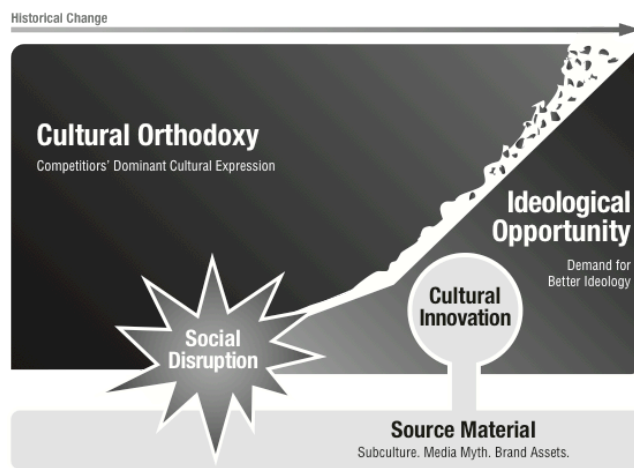 Historical Change
Cultural Orthodoxy
Competitiors' Dominant Cultural Expression
Ideological
Opportunity
Demand for
Better Ideology
Cultural
Innovation
Social
Disruption
Source Material
Subculture. Media Myth. Brand Assets.